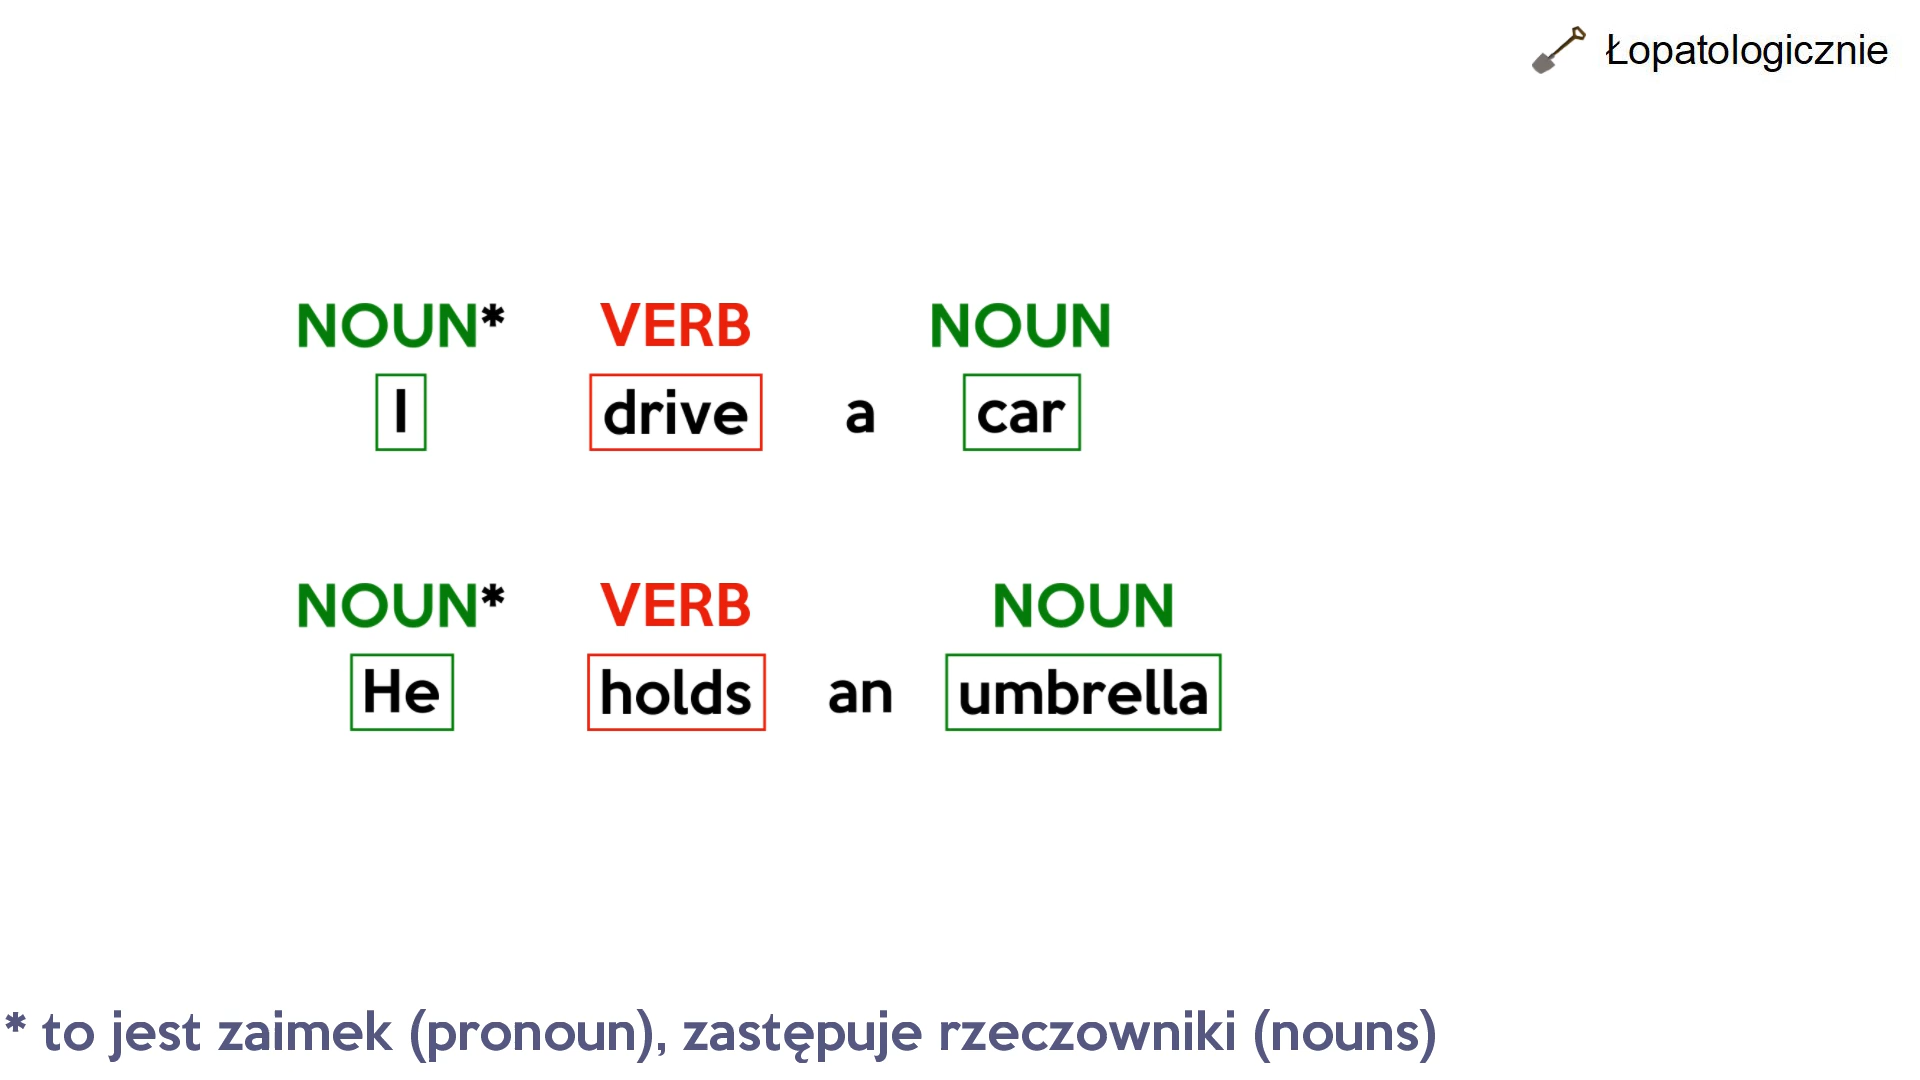 Łopatologicznie
NOUN* VERB NOUN
I drive a car
NOUN* VERB NOUN
He holds an umbrella
* to jest zaimek (pronoun), zastępuje rzeczowniki (nouns)